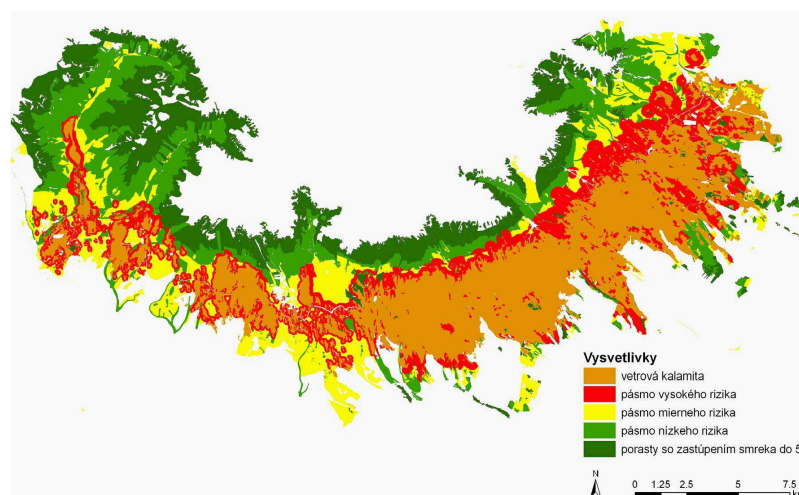 Vysvetlivky
vetrová kalamita
pásmo vysokého rizika
pásmo mierneho rizika
pásmo nízkeho rizika
porasty so zastúpením smreka do 5
N
0 1.25 2.5 5 7.5